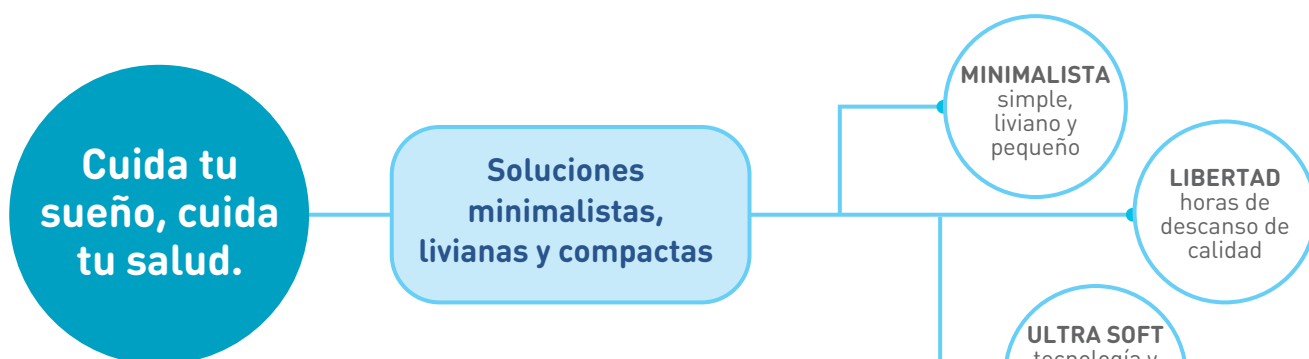 Cuida tu
sueño, cuida
tu salud.
Soluciones
minimalistas,
livianas y compactas
MINIMALISTA
simple,
liviano y
pequeño
LIBERTAD
horas de
descanso de
calidad
ULTRA SOFT
tecnología y